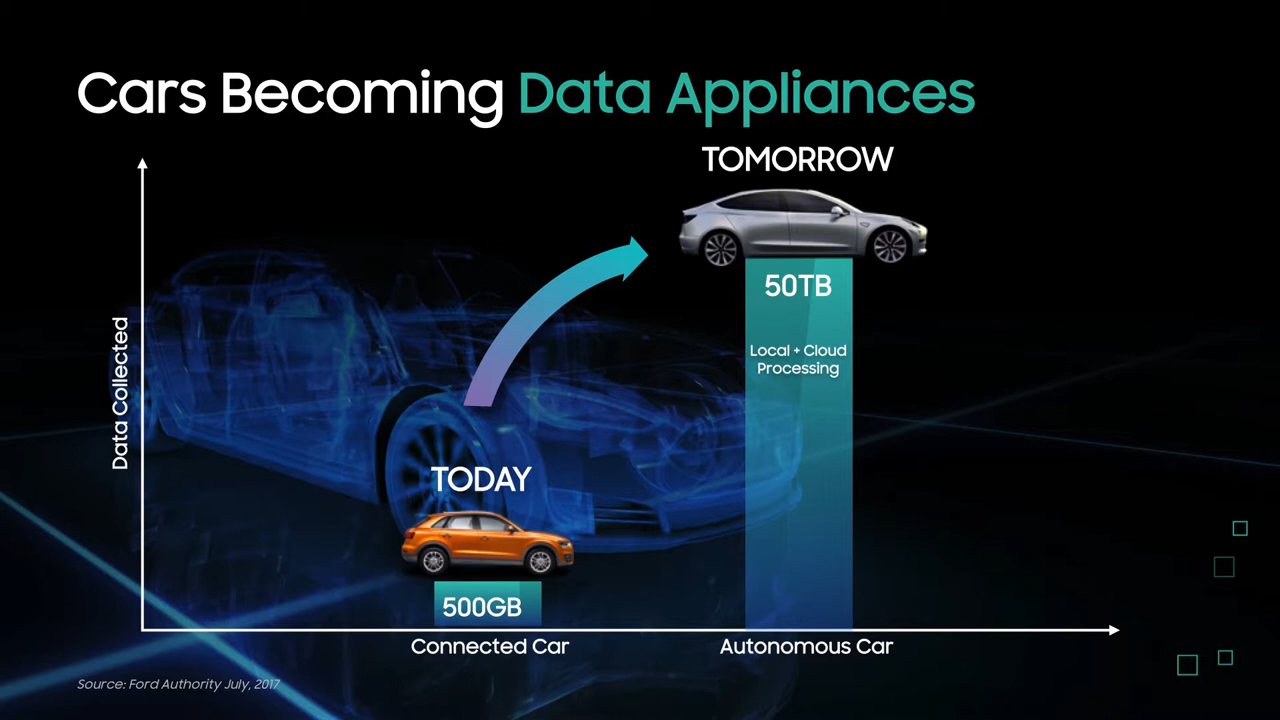 Cars Becoming Data Appliances
TOMORROW
50TB
Local + Cloud
Processing
Data Collected
TODAY
500GB
Connected Car
Autonomous Car
Source: Ford Authority July, 2017